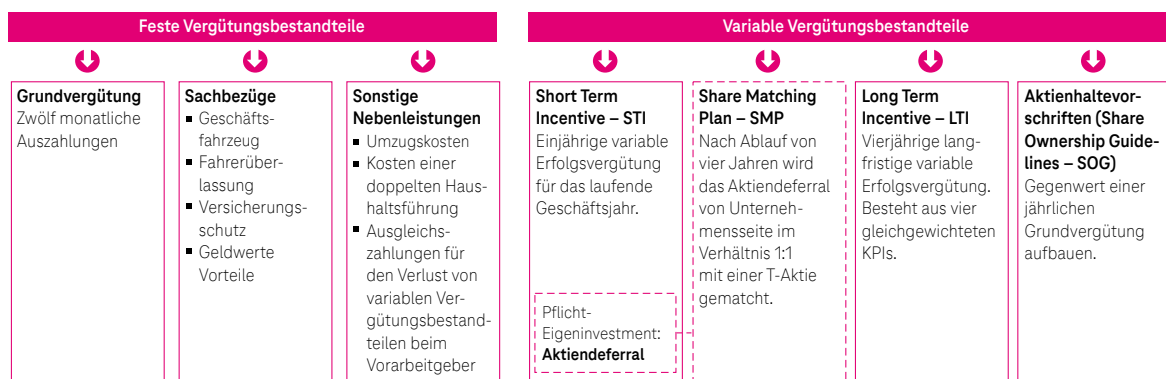 Feste Vergütungsbestandteile
Variable Vergütungsbestandteile
Grundvergütung
Zwölf monatliche
Auszahlungen
Sachbezüge
▪ Geschäfts-
fahrzeug
▪ Fahrerüber-
lassung
▪ Versicherungs-
schutz
▪ Geldwerte
Vorteile
Sonstige
Nebenleistungen
▪ Umzugskosten
▪ Kosten einer
doppelten Haus-
haltsführung
▪ Ausgleichs-
zahlungen für
den Verlust von
variablen Ver-
gütungsbestand-
teilen beim
Vorarbeitgeber
Short Term
Incentive – STI
Einjährige variable
Erfolgsvergütung
für das laufende
Geschäftsjahr.
Pflicht-
Eigeninvestment:
Aktiendeferral
Share Matching
Plan – SMP
Nach Ablauf von
vier Jahren wird
das Aktiendeferral
von Unterneh-
mensseite im
Verhältnis 1:1
mit einer T-Aktie
gematcht.
Long Term
Incentive – LTI
Vierjährige lang-
fristige variable
Erfolgsvergütung.
Besteht aus vier
gleichgewichteten
KPIs.
Aktienhaltevor-
schriften (Share
Ownership Guide-
lines – SOG)
Gegenwert einer
jährlichen
Grundvergütung
aufbauen.